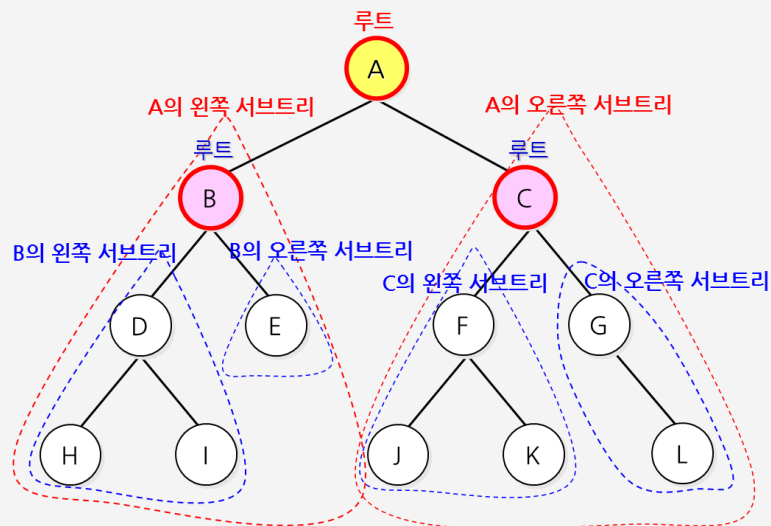 루트
A
A의 왼쪽 서브트리
A의 오른쪽 서브트리
루트
루트
B
C
B의 왼쪽 서브트리
B의 오른쪽 서브트리
C의 왼쪽 서브트리
C의 오른쪽 서브트리
D
E
F
G
H
I
J
K
L